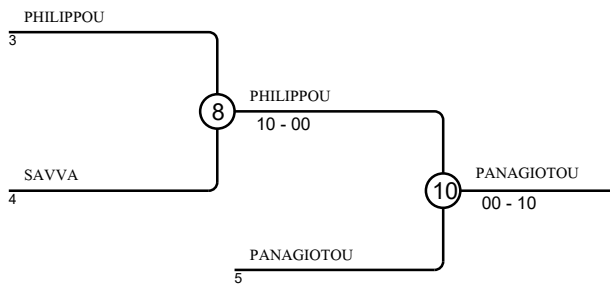 PHILIPPOU
3
8
PHILIPPOU
10 - 00
SAVVA
4
10
PANAGIOTOU
00 - 10
PANAGIOTOU
5